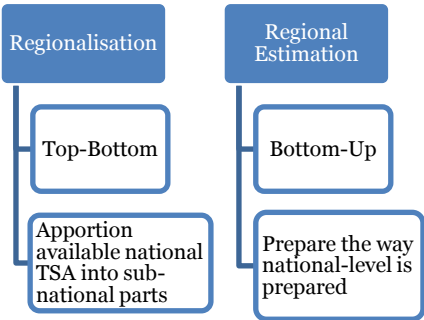 Regionalisation
Top-Bottom
Apportion
available national
TSA into sub-
national parts
Regional
Estimation
Bottom-Up
Prepare the way
national-level is
prepared